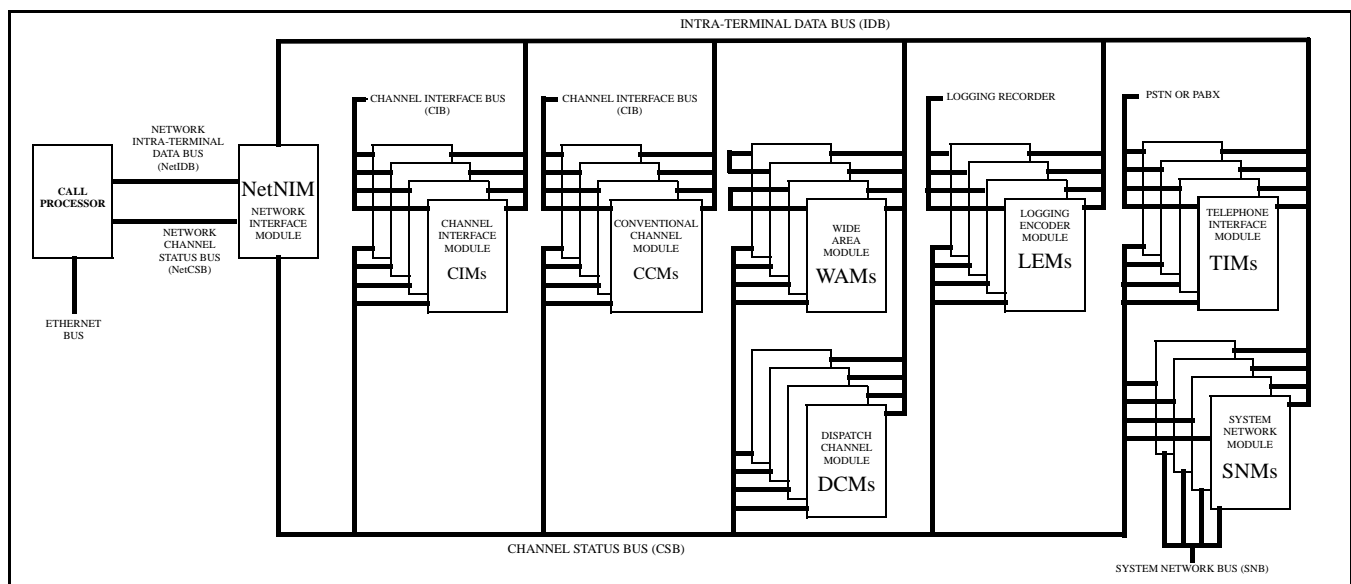 INTRA-TERMINAL DATA BUS (IDB)
CHANNEL INTERFACE BUS
(CIB)
CHANNEL INTERFACE BUS
(CIB)
LOGGING RECORDER
PSTN OR PABX
NETWORK
INTRA-TERMINAL
DATA BUS
(NetIDB)
CALL
PROCESSOR
NetNIM
NETWORK
INTERFACE
MODULE
NETWORK
CHANNEL
STATUS BUS
(NetCSB)
ETHERNET
BUS
CHANNEL
INTERFACE
MODULE
CIMs
CONVENTIONAL
CHANNEL
MODULE
CCMs
WIDE
AREA
MODULE
WAMs
LOGGING
ENCODER
MODULE
LEMs
TELEPHONE
INTERFACE
MODULE
TIMs
DISPATCH
CHANNEL
MODULE
DCMs
SYSTEM
NETWORK
MODULE
SNMs
CHANNEL STATUS BUS (CSB)
SYSTEM NETWORK BUS (SNB)